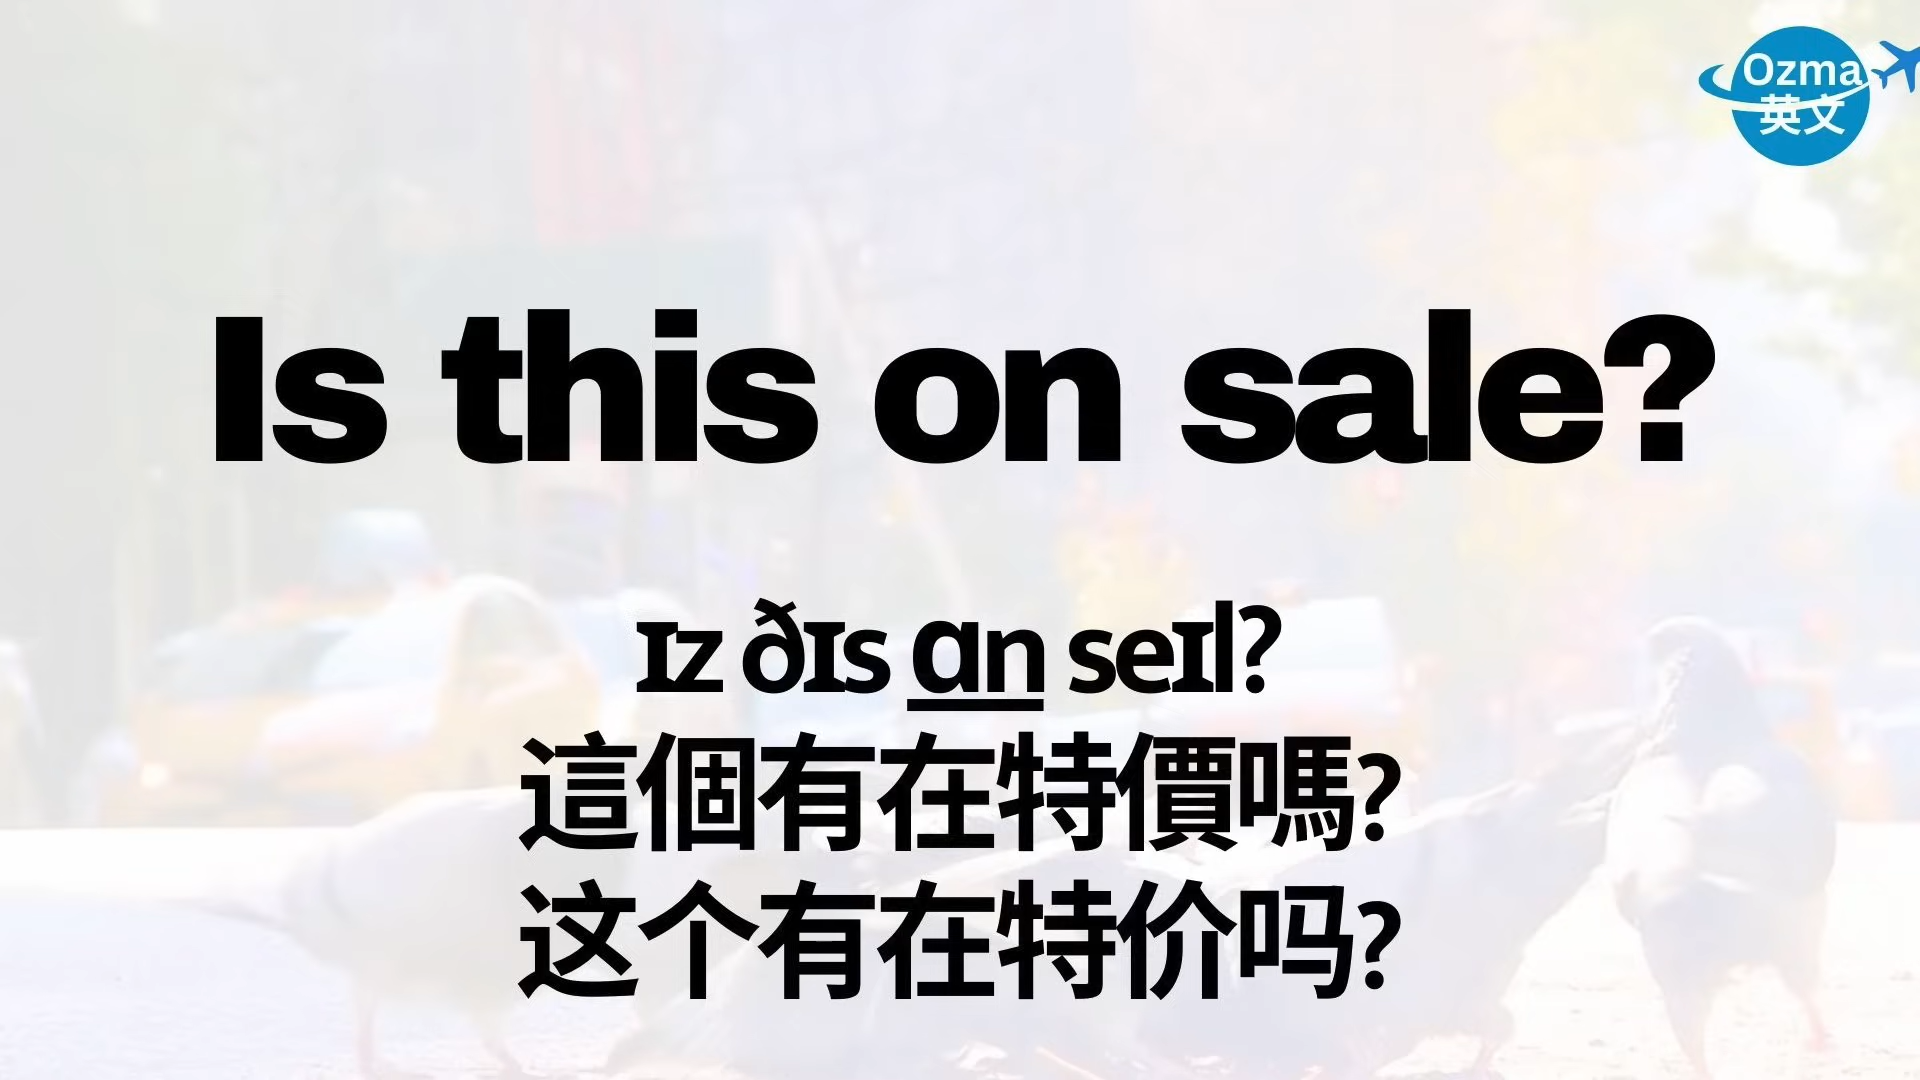 Ozma
英文
Is this on sale?
ɪz ðɪs ɑn seɪl?
這個有在特價嗎?
这个有在特价吗?